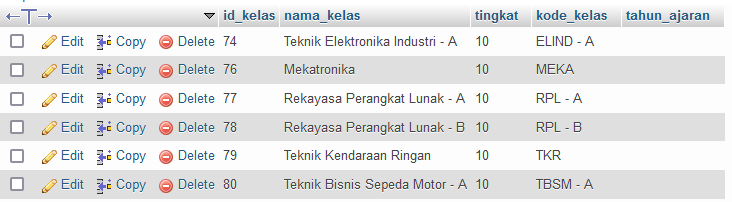 id_kelas nama_kelas tingkat kode_kelas tahun_ajaran
Edit Copy Delete 74 Teknik Elektronika Industri - A 10 ELIND - A
Edit Copy Delete 76 Mekatronika 10 MEKA
Edit Copy Delete 77 Rekayasa Perangkat Lunak - A 10 RPL - A
Edit Copy Delete 78 Rekayasa Perangkat Lunak - B 10 RPL - B
Edit Copy Delete 79 Teknik Kendaraan Ringan 10 TKR
Edit Copy Delete 80 Teknik Bisnis Sepeda Motor - A 10 TBSM - A